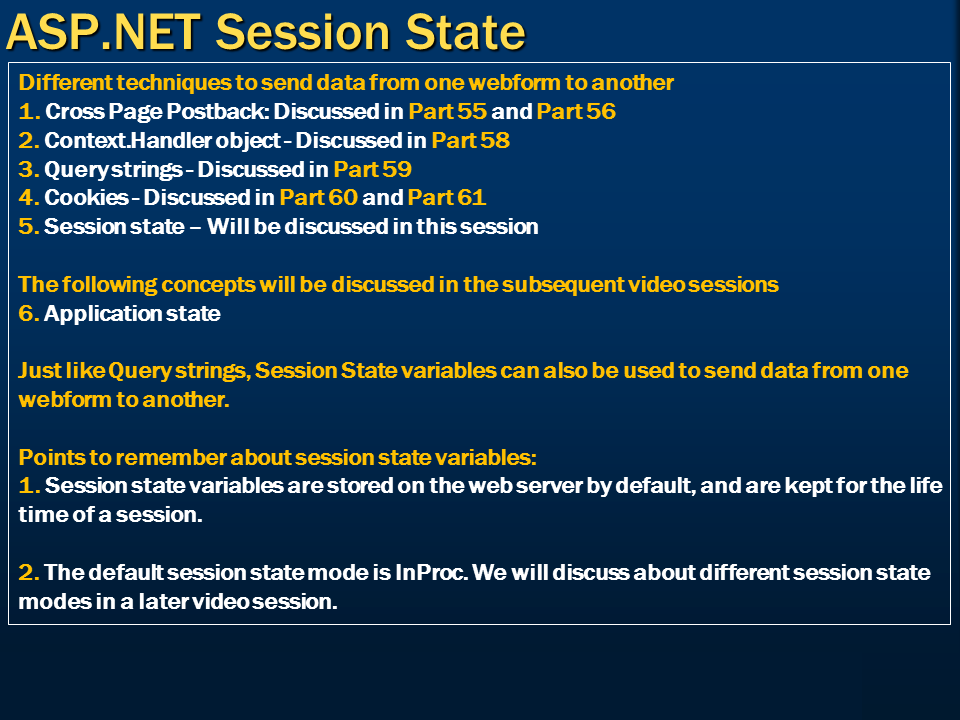 ASP.NET Session State
Different techniques to send data from one webform to another
1. Cross Page Postback: Discussed in Part 55 and Part 56
2. Context.Handler object - Discussed in Part 58
3. Query strings - Discussed in Part 59
4. Cookies - Discussed in Part 60 and Part 61
5. Session state – Will be discussed in this session
The following concepts will be discussed in the subsequent video sessions
6. Application state
Just like Query strings, Session State variables can also be used to send data from one
webform to another.
Points to remember about session state variables:
1. Session state variables are stored on the web server by default, and are kept for the life
time of a session.
2. The default session state mode is InProc. We will discuss about different session state
modes in a later video session.